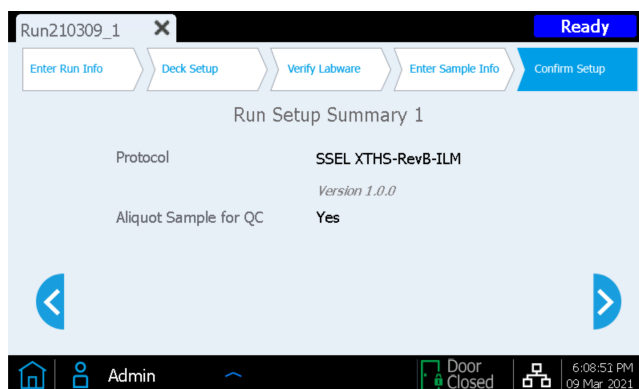 Run210309_1
Ready
Enter Run Info
Deck Setup
Verify Labware
Enter Sample Info
Confirm Setup
Run Setup Summary 1
Protocol
SSEL XTHS-RevB-ILM
Version 1.0.0
Aliquot Sample for QC
Yes
Admin
Door
Closed
6:08:51 PM
09 Mar 2021